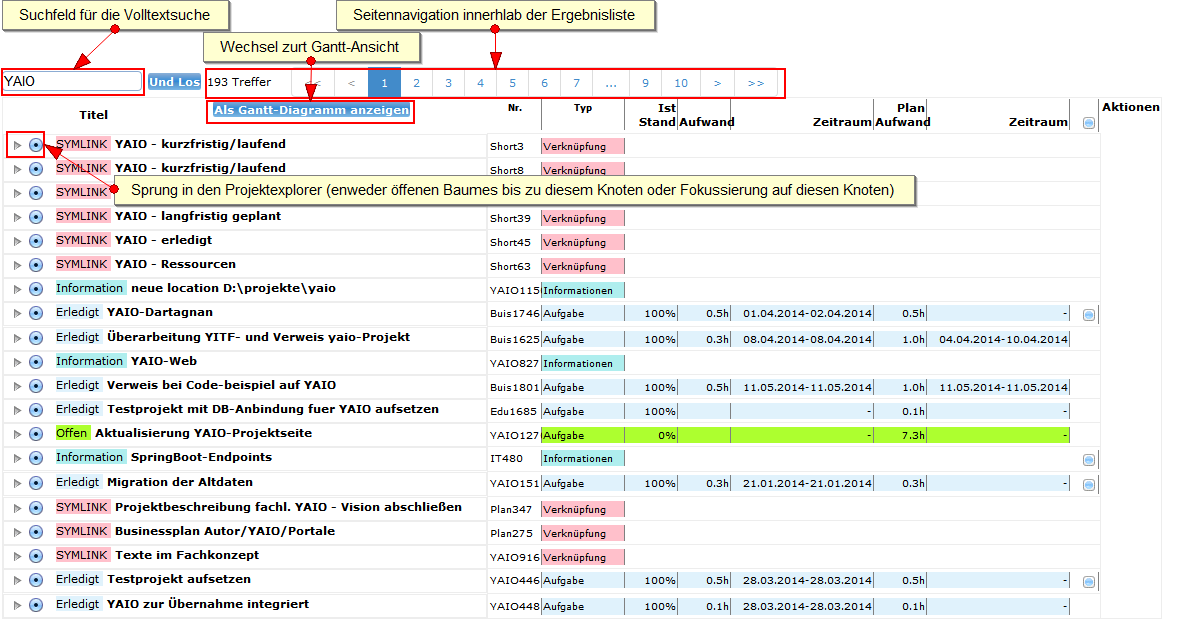 Suchfeld für die Volltextsuche
Seitennavigation innerhlab der Ergebnisliste
Wechsel zurt Gantt-Ansicht
YAIO Und Los 193 Treffer << < 1 2 3 4 5 6 7 ... 9 10 > >>
Als Gantt-Diagramm anzeigen
Titel Nr. Typ Ist Stand Aufwand Zeitraum Plan Aufwand Zeitraum Aktionen
SYMLINK YAIO - kurzfristig/laufend Short3 Verknüpfung
SYMLINK YAIO - kurzfristig/laufend Short8 Verknüpfung
Sprung in den Projektexplorer (enweder öffenen Baumes bis zu diesem Knoten oder Fokussierung auf diesen Knoten)
SYMLINK
SYMLINK YAIO - langfristig geplant Short39 Verknüpfung
SYMLINK YAIO - erledigt Short45 Verknüpfung
SYMLINK YAIO - Ressourcen Short63 Verknüpfung
Information neue location D:\projekte\yaio YAIO115 Informationen
Erledigt YAIO-Dartagnan Buis1746 Aufgabe 100% 0.5h 01.04.2014-02.04.2014 0.5h -
Erledigt Überarbeitung YITF- und Verweis yaio-Projekt Buis1625 Aufgabe 100% 0.3h 08.04.2014-08.04.2014 1.0h 04.04.2014-10.04.2014
Information YAIO-Web YAIO827 Informationen
Erledigt Verweis bei Code-beispiel auf YAIO Buis1801 Aufgabe 100% 0.5h 11.05.2014-11.05.2014 1.0h 11.05.2014-11.05.2014
Erledigt Testprojekt mit DB-Anbindung fuer YAIO aufsetzen Edu1685 Aufgabe 100% - 0.1h -
Offen Aktualisierung YAIO-Projektseite YAIO127 Aufgabe 0% - 7.3h -
Information SpringBoot-Endpoints IT480 Informationen
Erledigt Migration der Altdaten YAIO151 Aufgabe 100% 0.3h 21.01.2014-21.01.2014 0.3h -
SYMLINK Projektbeschreibung fachl. YAIO - Vision abschließen Plan347 Verknüpfung
SYMLINK Businessplan Autor/YAIO/Portale Plan275 Verknüpfung
SYMLINK Texte im Fachkonzept YAIO916 Verknüpfung
Erledigt Testprojekt aufsetzen YAIO446 Aufgabe 100% 0.5h 28.03.2014-28.03.2014 0.5h -
Erledigt YAIO zur Übernahme integriert YAIO448 Aufgabe 100% 0.1h 28.03.2014-28.03.2014 0.1h -